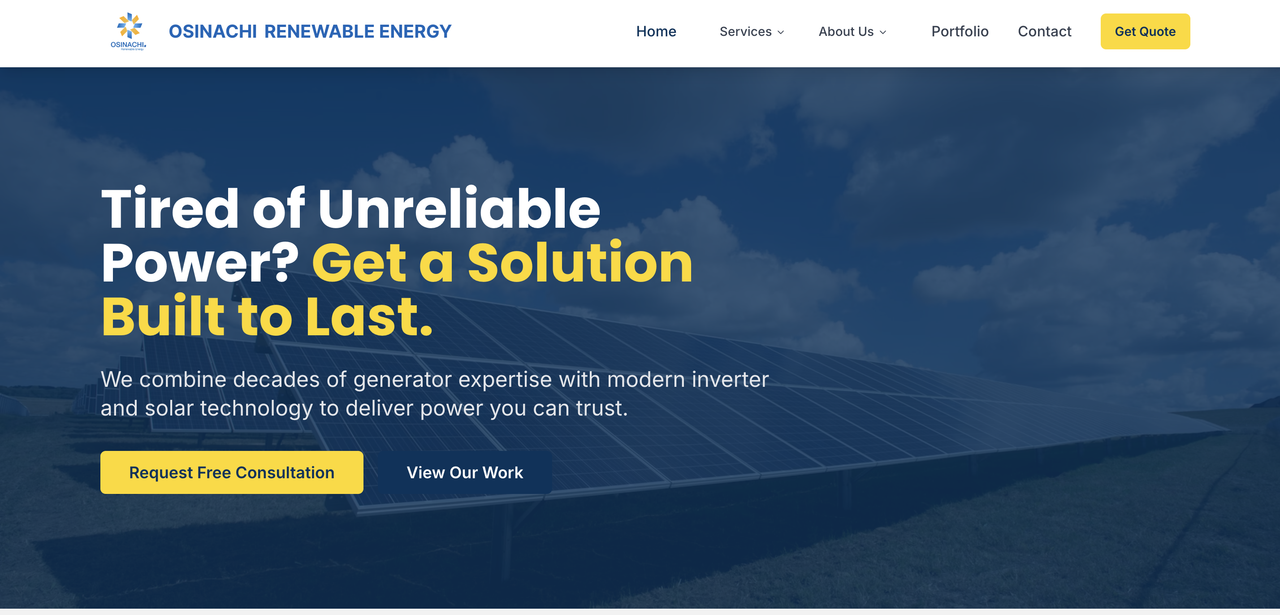 OSINACHI
OSINACHI RENEWABLE ENERGY
Home
Services
About Us
Portfolio
Contact
Get Quote
Tired of Unreliable
Power? Get a Solution
Built to Last.
We combine decades of generator expertise with modern inverter
and solar technology to deliver power you can trust.
Request Free Consultation
View Our Work